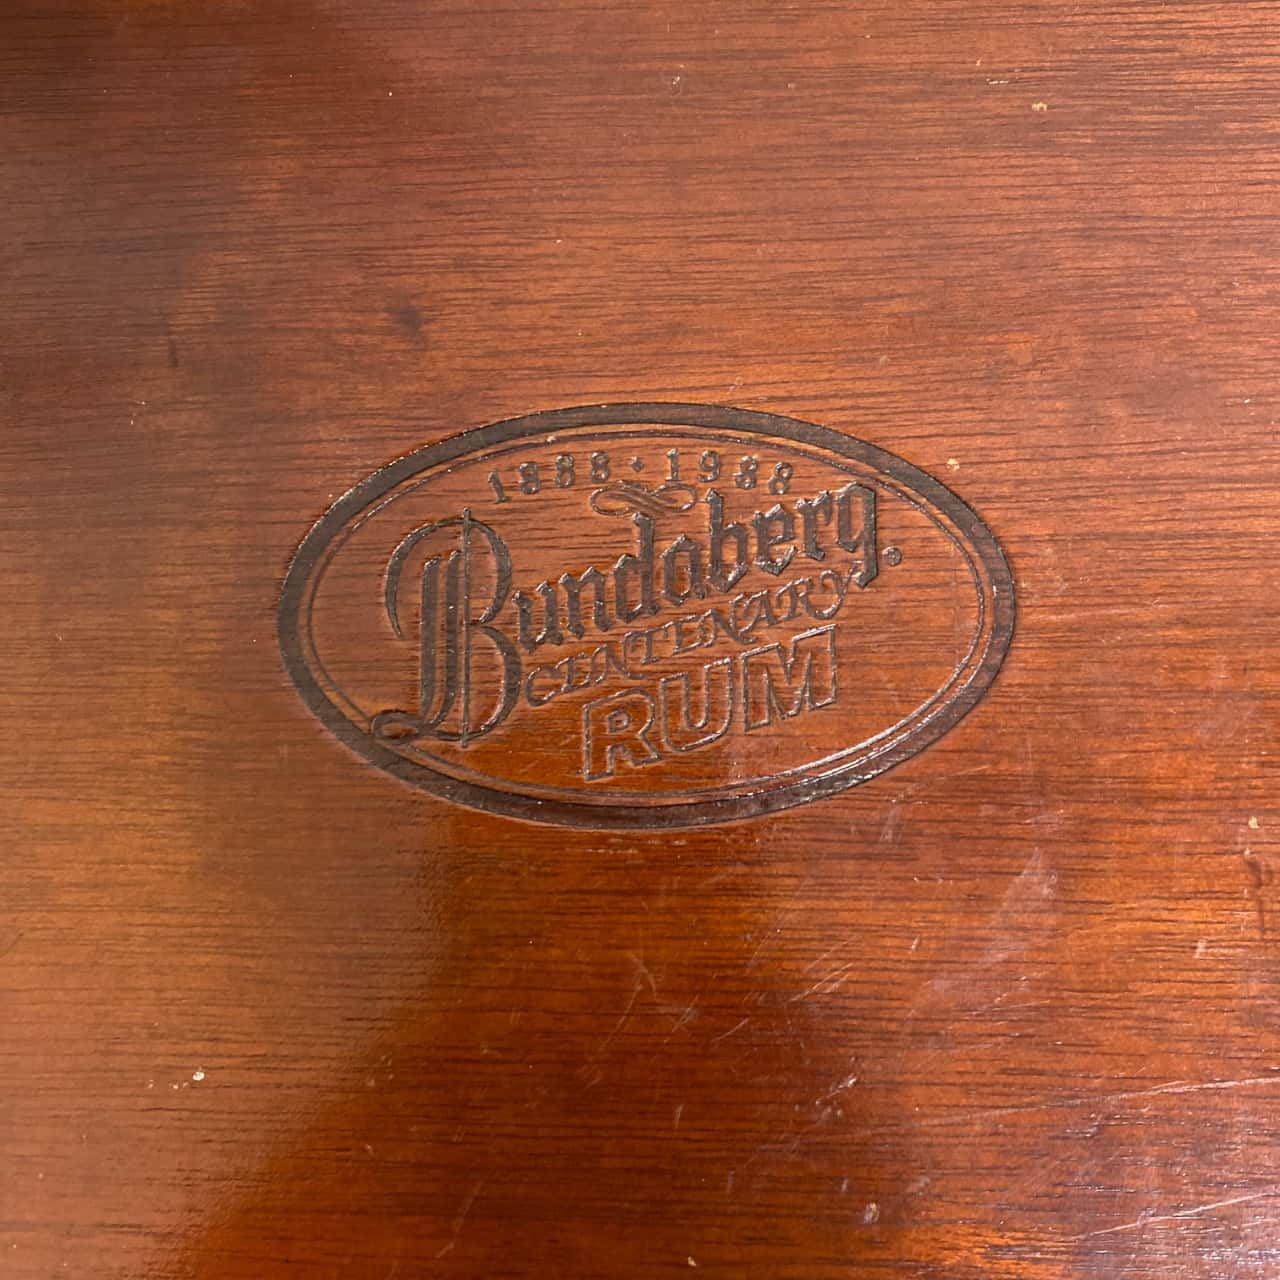 1888 • 1988
Bundaberg.
CENTENARY
RUM